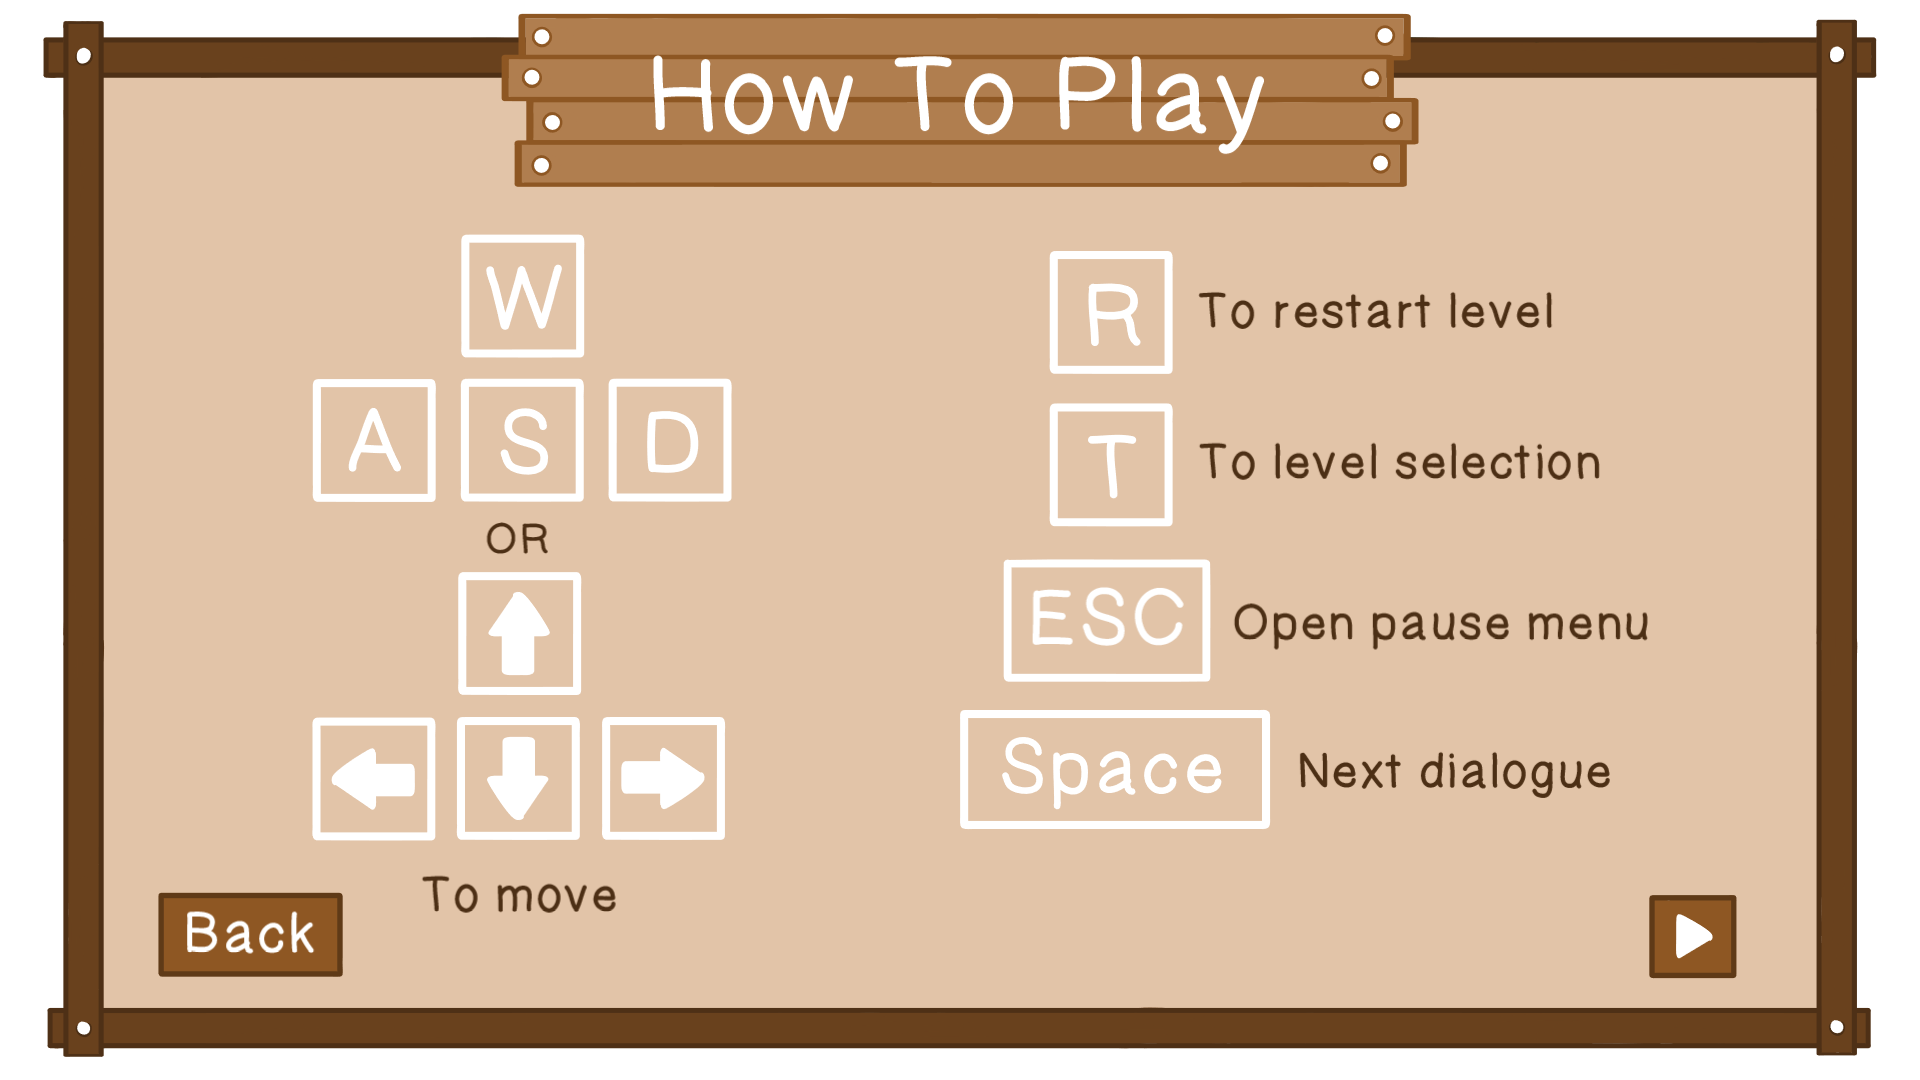 How To Play
W
A S D
OR
To move
R To restart level
T To level selection
ESC Open pause menu
Space Next dialogue
Back